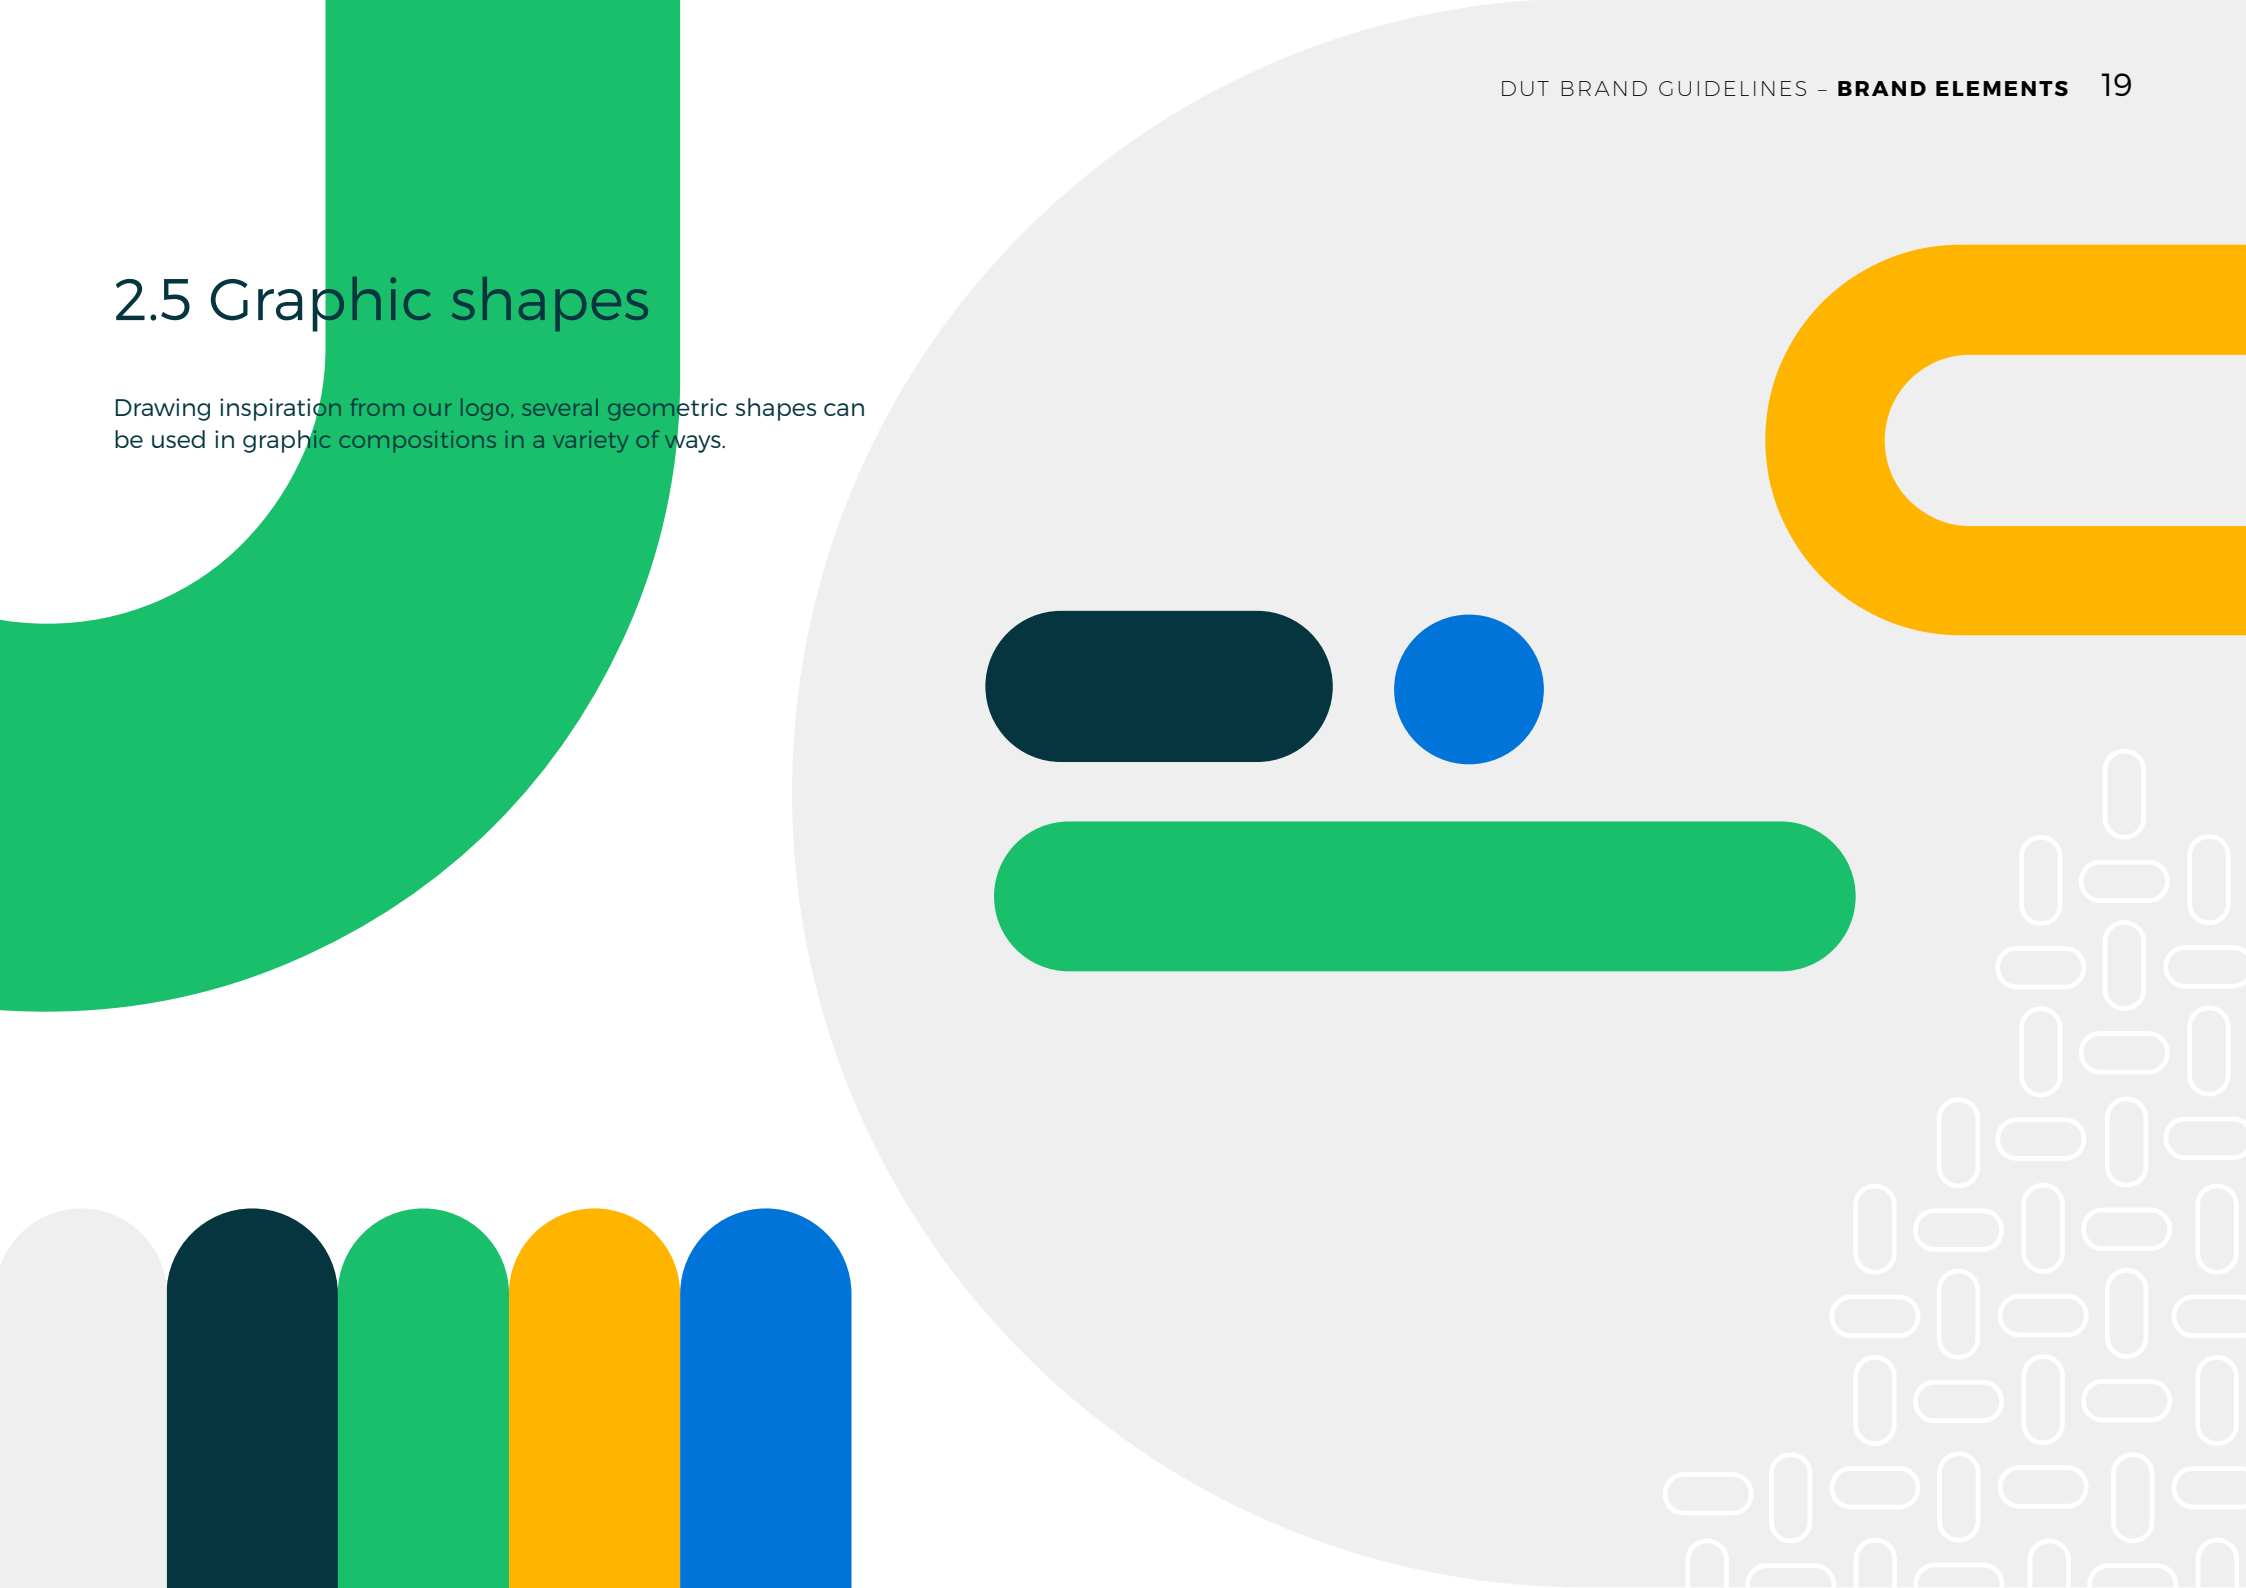 DUT BRAND GUIDELINES – BRAND ELEMENTS 19
2.5 Graphic shapes
Drawing inspiration from our logo, several geometric shapes can
be used in graphic compositions in a variety of ways.